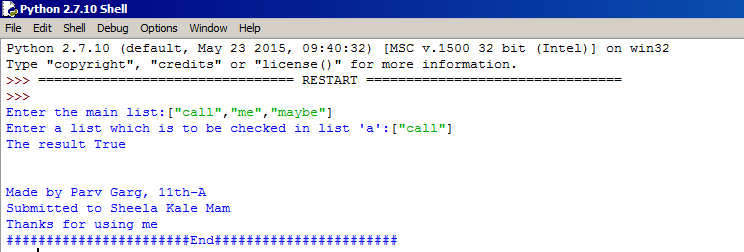 Python 2.7.10 Shell
File Edit Shell Debug Options Window Help
Python 2.7.10 (default, May 23 2015, 09:40:32) [MSC v.1500 32 bit (Intel)] on win32
Type "copyright", "credits" or "license()" for more information.
>>> ================================ RESTART ================================
>>>
Enter the main list:["call","me","maybe"]
Enter a list which is to be checked in list 'a':["call"]
The result True
Made by Parv Garg, 11th-A
Submitted to Sheela Kale Mam
Thanks for using me
#######################End#######################